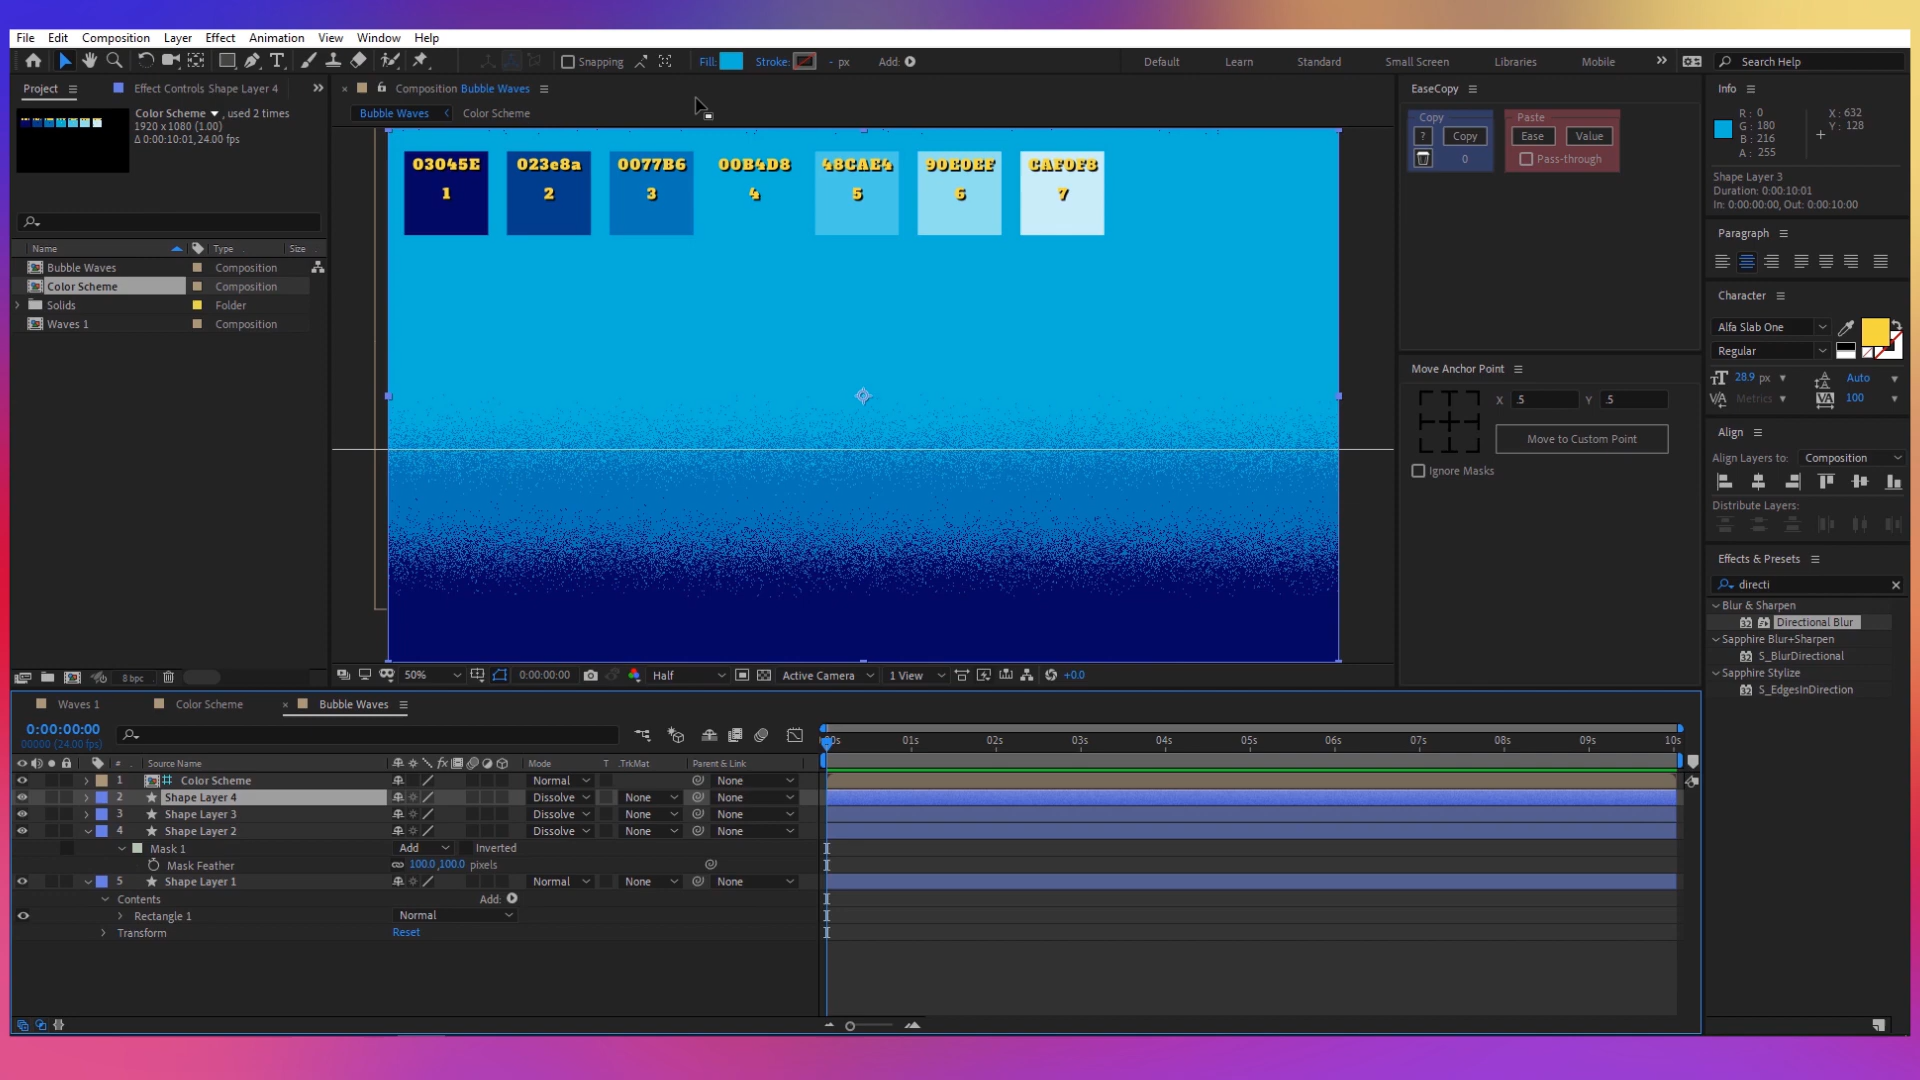 File Edit Composition Layer Effect Animation View Window Help
Snapping Fill: Stroke: - px Add: Default Learn Standard Small Screen Libraries Mobile Search Help
Project Effect Controls Shape Layer 4
Color Scheme , used 2 times
1920 x 1080 (1.00)
Δ 0:00:10:01, 24.00 fps
Name Type Size
Bubble Waves Composition
Color Scheme Composition
Solids Folder
Waves 1 Composition
8 bpc
Composition Bubble Waves
Bubble Waves Color Scheme
03045E 023e8a 0077B6 00B4D8 48CAE4 90E0EF CAF0F8
1 2 3 4 5 6 7
50% 0:00:00:00 Half Active Camera 1 View +0.0
EaseCopy
Copy Paste
? Copy Ease Value
0 Pass-through
Move Anchor Point
X .5 Y .5
Move to Custom Point
Ignore Masks
Info
R: 0 X: 632
G: 180 Y: 128
B: 216
A: 255
Shape Layer 3
Duration: 0:00:10:01
In: 0:00:00:00, Out: 0:00:10:00
Paragraph
Character
Alfa Slab One
Regular
28.9 px Auto
Metrics 100
Align
Align Layers to: Composition
Distribute Layers:
Effects & Presets
directi
Blur & Sharpen
32 Directional Blur
Sapphire Blur+Sharpen
32 S_BlurDirectional
Sapphire Stylize
32 S_EdgesInDirection
Waves 1 Color Scheme Bubble Waves
0:00:00:00
00000 (24.00 fps)
01s 02s 03s 04s 05s 06s 07s 08s 09s 10s
# Source Name Mode T .TrkMat Parent & Link
1 Color Scheme Normal None
2 Shape Layer 4 Dissolve None None
3 Shape Layer 3 Dissolve None None
4 Shape Layer 2 Dissolve None None
Mask 1 Add Inverted
Mask Feather 100.0,100.0 pixels
5 Shape Layer 1 Normal None None
Contents Add:
Rectangle 1 Normal
Transform Reset